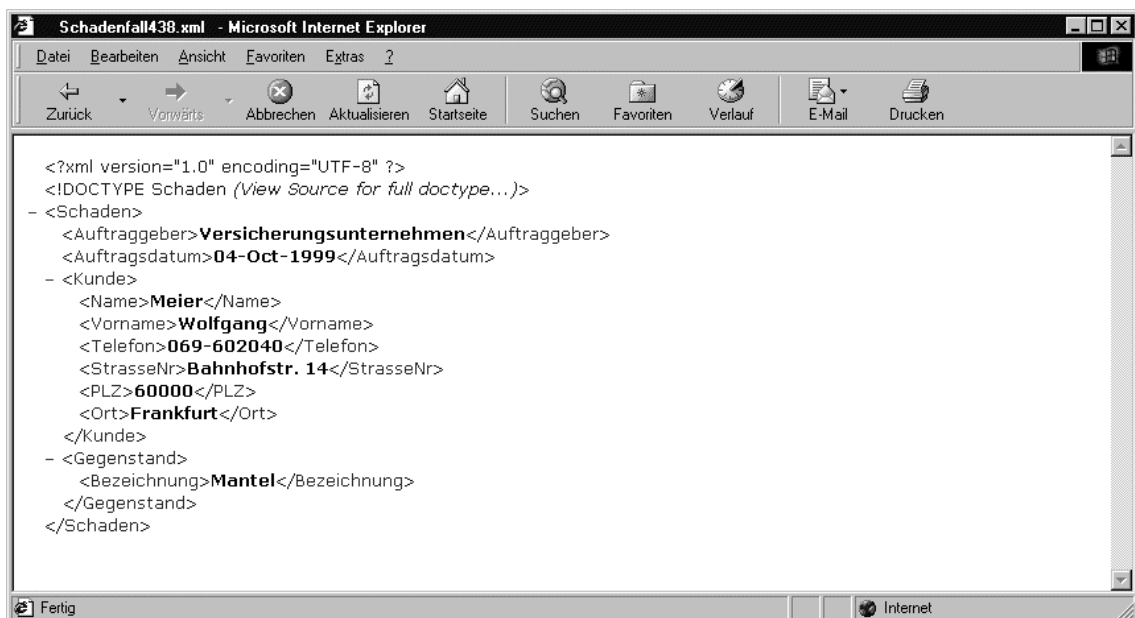 Schadenfall438.xml - Microsoft Internet Explorer
Datei Bearbeiten Ansicht Favoriten Extras ?
Zurück Vorwärts Abbrechen Aktualisieren Startseite Suchen Favoriten Verlauf E-Mail Drucken
<?xml version="1.0" encoding="UTF-8" ?>
<!DOCTYPE Schaden (View Source for full doctype...)>
- <Schaden>
<Auftraggeber>Versicherungsunternehmen</Auftraggeber>
<Auftragsdatum>04-Oct-1999</Auftragsdatum>
- <Kunde>
<Name>Meier</Name>
<Vorname>Wolfgang</Vorname>
<Telefon>069-602040</Telefon>
<StrasseNr>Bahnhofstr. 14</StrasseNr>
<PLZ>60000</PLZ>
<Ort>Frankfurt</Ort>
</Kunde>
- <Gegenstand>
<Bezeichnung>Mantel</Bezeichnung>
</Gegenstand>
</Schaden>
Fertig Internet